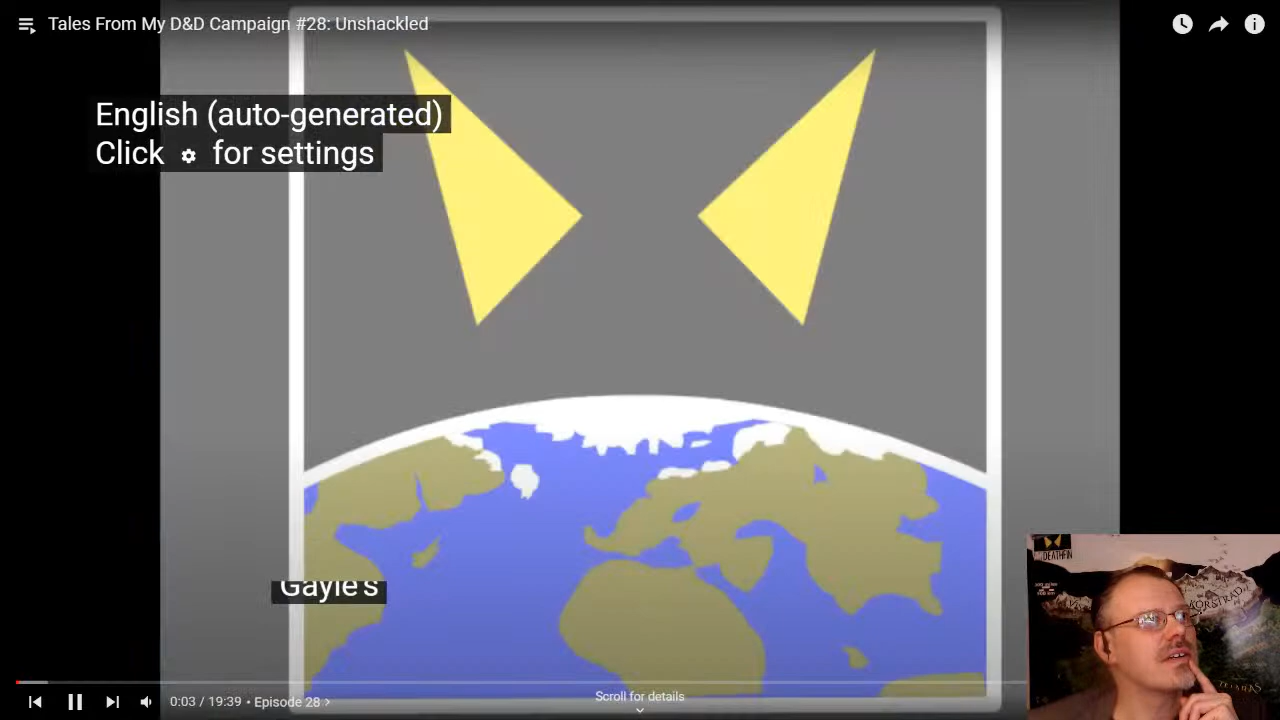 Tales From My D&D Campaign #28: Unshackled
English (auto-generated)
Click for settings
Gayle's
DEATHFIN
KORSTRAD
Scroll for details
0:03 / 19:39 • Episode 28 >